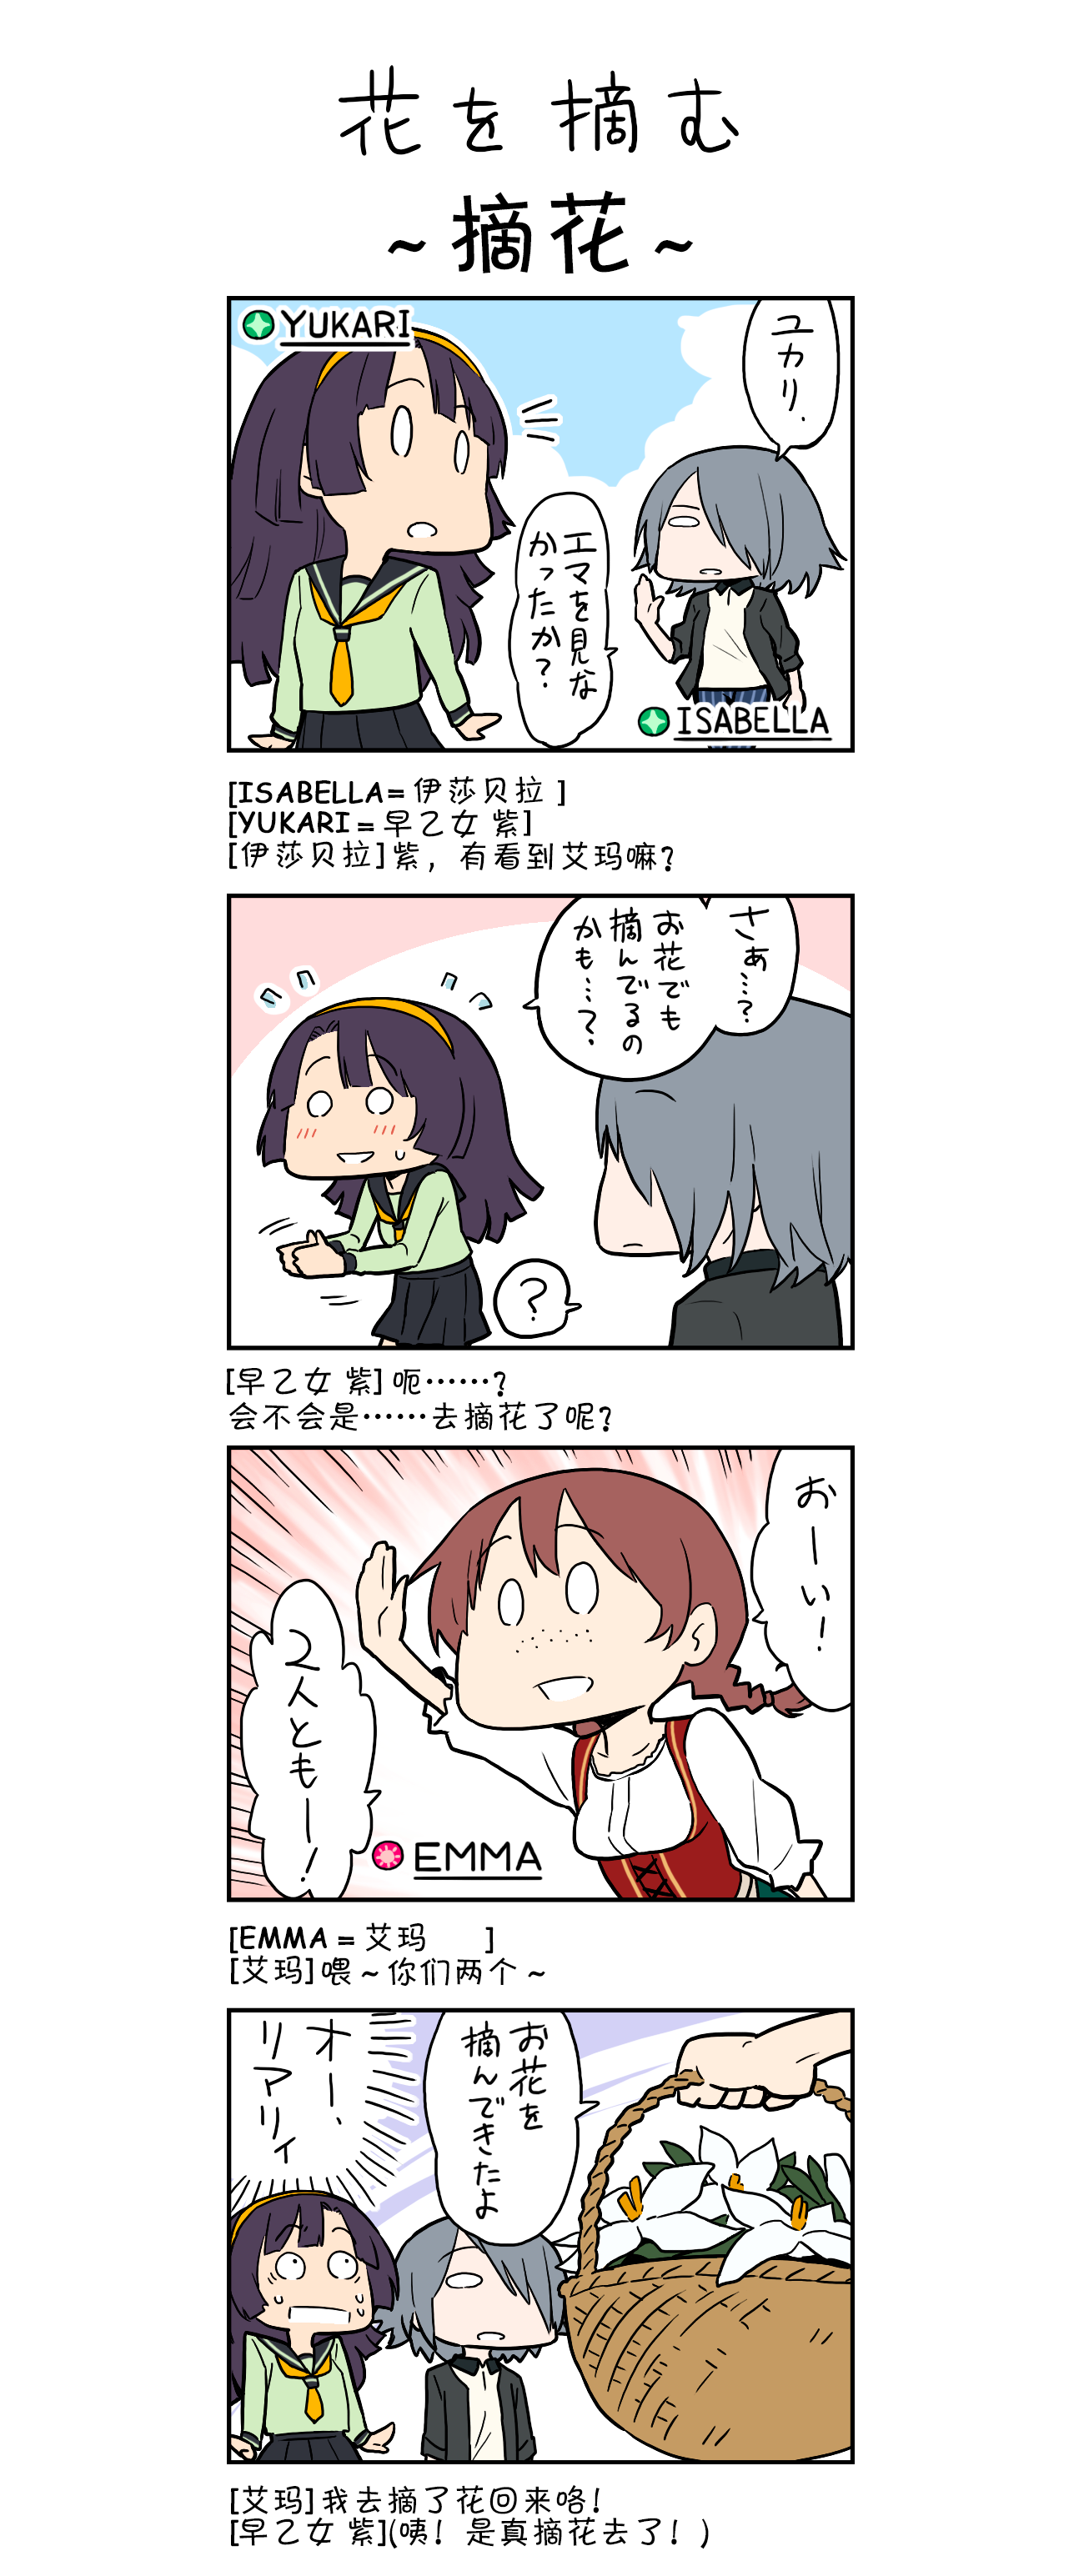 花を摘む
~摘花~
YUKARI
ユカリ.
エマを見な
かったか?
ISABELLA
[ISABELLA=伊莎贝拉 ]
[YUKARI=早乙女 紫]
[伊莎贝拉]紫，有看到艾玛嘛?
さぁ…?
お花でも
摘んでるの
かも…?.
?
[早乙女 紫]呃……?
会不会是……去摘花了呢?
おーい!
2人ともー!
EMMA
[EMMA=艾玛 ]
[艾玛]喂~你们两个~
お花を
摘んできたよ
オー、
リマリィ
[艾玛]我去摘了花回来咯!
[早乙女 紫](咦! 是真摘花去了! )